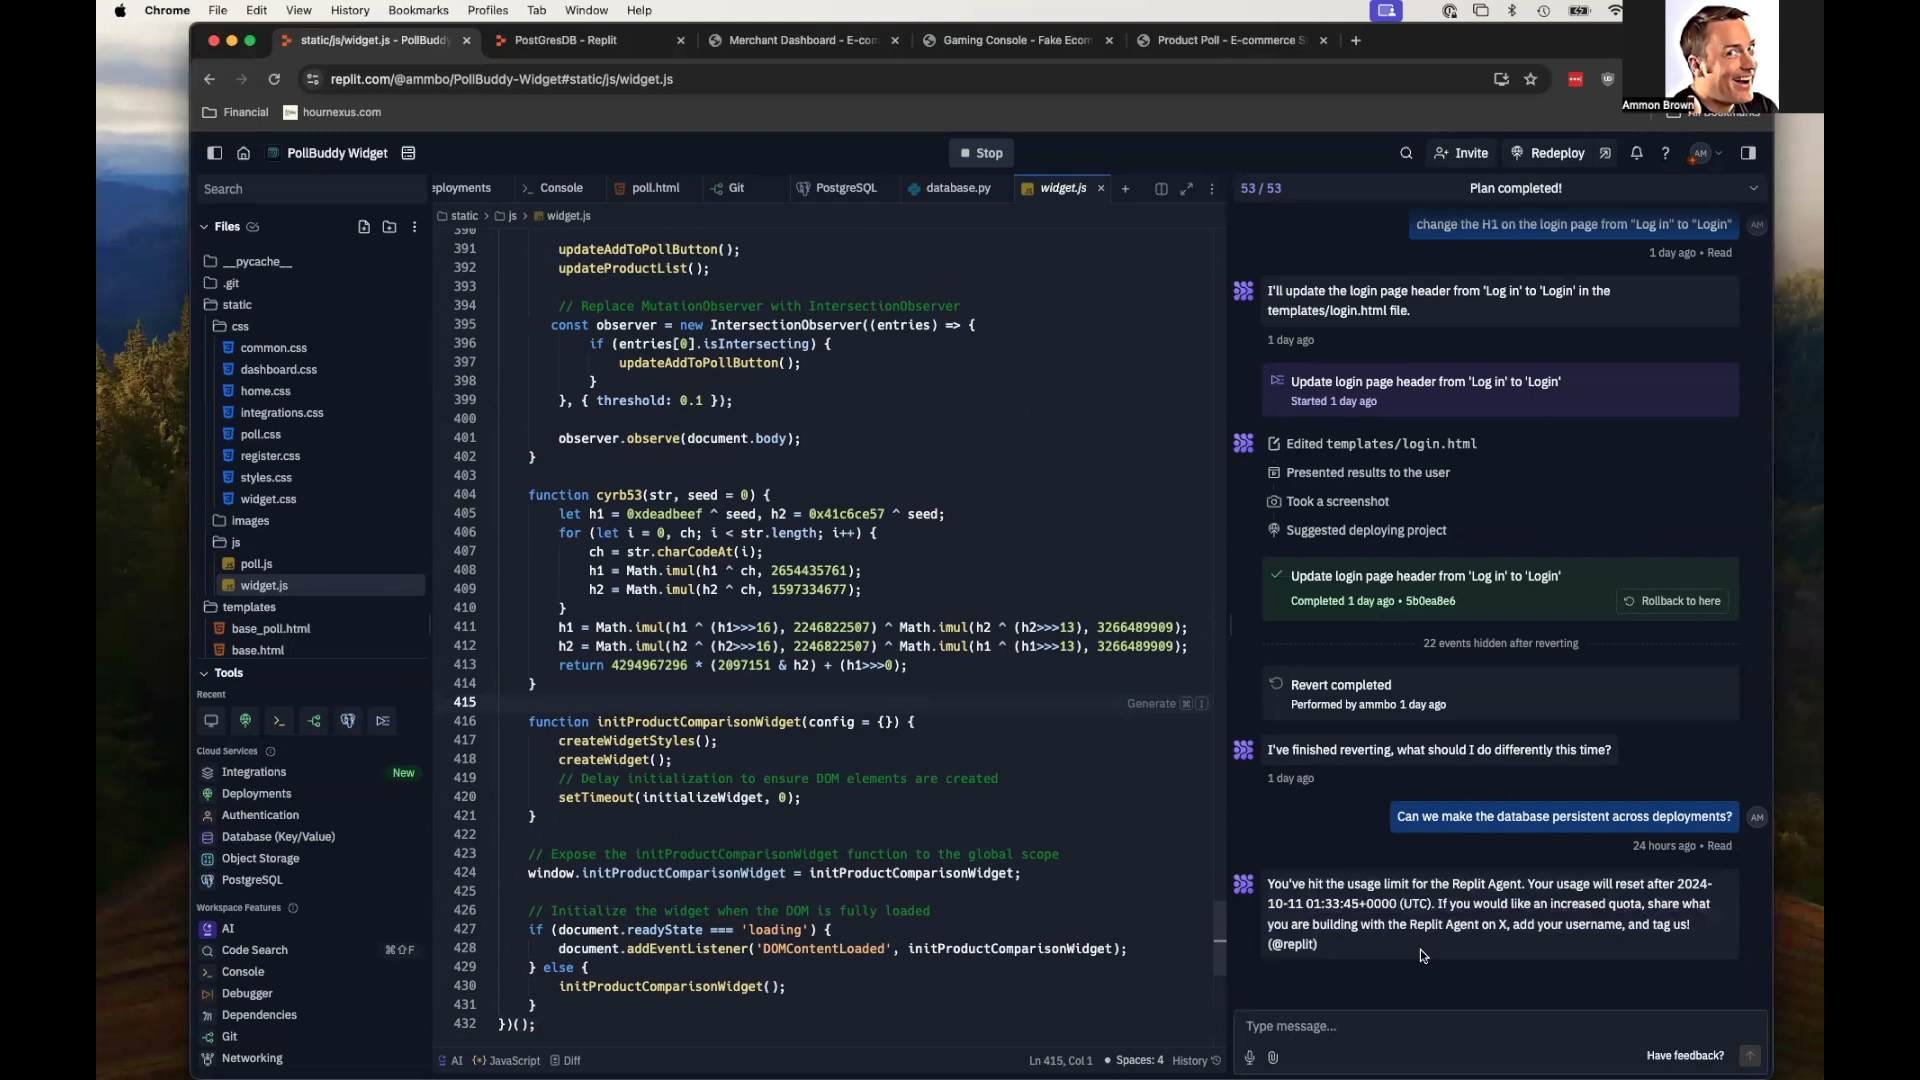 Chrome File Edit View History Bookmarks Profiles Tab Window Help
static/js/widget.js - PollBuddy
PostGresDB - Replit
Merchant Dashboard - E-com
Gaming Console - Fake Ecom
Product Poll - E-commerce S
replit.com/@ammbo/PollBuddy-Widget#static/js/widget.js
Ammon Brown
Financial
hournexus.com
All Bookmarks
PollBuddy Widget
Stop
Invite
Redeploy
AM
Search
Files
__pycache__
.git
static
css
common.css
dashboard.css
home.css
integrations.css
poll.css
register.css
styles.css
widget.css
images
js
poll.js
widget.js
templates
base_poll.html
base.html
Tools
Recent
Cloud Services
Integrations New
Deployments
Authentication
Database (Key/Value)
Object Storage
PostgreSQL
Workspace Features
AI
Code Search ⌘⇧F
Console
Debugger
Dependencies
Git
Networking
eployments
Console
poll.html
Git
PostgreSQL
database.py
widget.js
static > js > widget.js
390
391 updateAddToPollButton();
392 updateProductList();
393
394 // Replace MutationObserver with IntersectionObserver
395 const observer = new IntersectionObserver((entries) => {
396 if (entries[0].isIntersecting) {
397 updateAddToPollButton();
398 }
399 }, { threshold: 0.1 });
400
401 observer.observe(document.body);
402 }
403
404 function cyrb53(str, seed = 0) {
405 let h1 = 0xdeadbeef ^ seed, h2 = 0x41c6ce57 ^ seed;
406 for (let i = 0, ch; i < str.length; i++) {
407 ch = str.charCodeAt(i);
408 h1 = Math.imul(h1 ^ ch, 2654435761);
409 h2 = Math.imul(h2 ^ ch, 1597334677);
410 }
411 h1 = Math.imul(h1 ^ (h1>>>16), 2246822507) ^ Math.imul(h2 ^ (h2>>>13), 3266489909);
412 h2 = Math.imul(h2 ^ (h2>>>16), 2246822507) ^ Math.imul(h1 ^ (h1>>>13), 3266489909);
413 return 4294967296 * (2097151 & h2) + (h1>>>0);
414 }
415 Generate ⌘ I
416 function initProductComparisonWidget(config = {}) {
417 createWidgetStyles();
418 createWidget();
419 // Delay initialization to ensure DOM elements are created
420 setTimeout(initializeWidget, 0);
421 }
422
423 // Expose the initProductComparisonWidget function to the global scope
424 window.initProductComparisonWidget = initProductComparisonWidget;
425
426 // Initialize the widget when the DOM is fully loaded
427 if (document.readyState === 'loading') {
428 document.addEventListener('DOMContentLoaded', initProductComparisonWidget);
429 } else {
430 initProductComparisonWidget();
431 }
432 })();
AI JavaScript Diff
Ln 415, Col 1 Spaces: 4 History
53 / 53 Plan completed!
change the H1 on the login page from "Log in" to "Login"
AM
1 day ago • Read
I'll update the login page header from 'Log in' to 'Login' in the
templates/login.html file.
1 day ago
Update login page header from 'Log in' to 'Login'
Started 1 day ago
Edited templates/login.html
Presented results to the user
Took a screenshot
Suggested deploying project
Update login page header from 'Log in' to 'Login'
Completed 1 day ago • 5b0ea8e6
Rollback to here
22 events hidden after reverting
Revert completed
Performed by ammbo 1 day ago
I've finished reverting, what should I do differently this time?
1 day ago
Can we make the database persistent across deployments?
AM
24 hours ago • Read
You've hit the usage limit for the Replit Agent. Your usage will reset after 2024-
10-11 01:33:45+0000 (UTC). If you would like an increased quota, share what
you are building with the Replit Agent on X, add your username, and tag us!
(@replit)
Type message...
Have feedback?